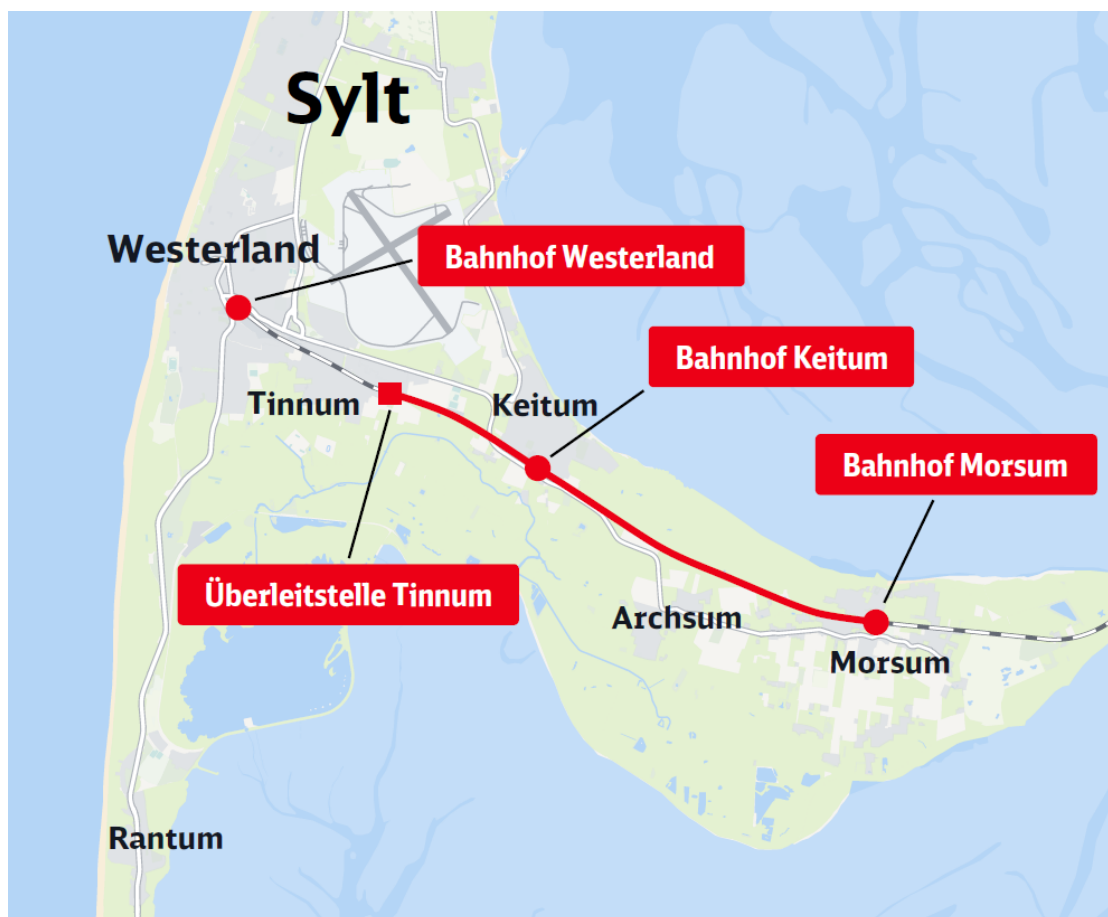 Sylt
Westerland
Bahnhof Westerland
Bahnhof Keitum
Tinnum
Keitum
Bahnhof Morsum
Überleitstelle Tinnum
Archsum
Morsum
Rantum